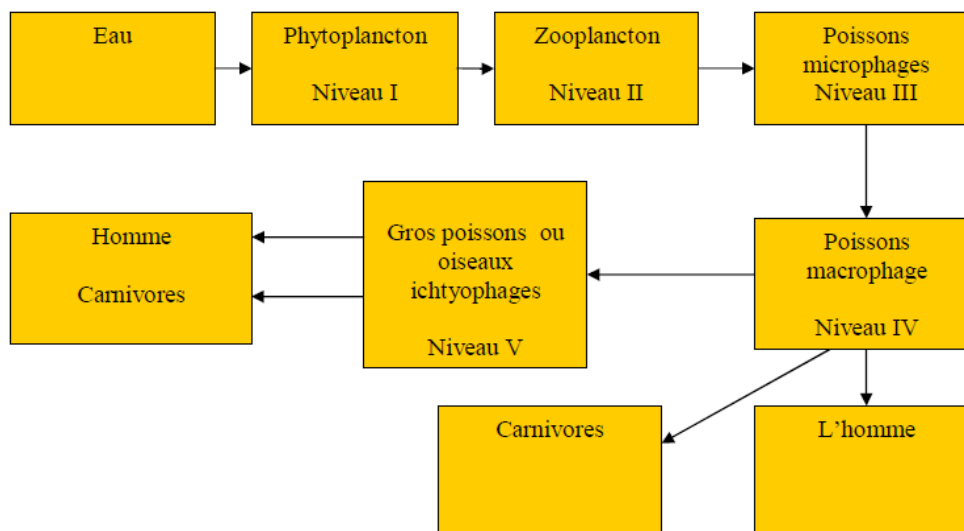 Eau
Phytoplancton
Niveau I
Zooplancton
Niveau II
Poissons
microphages
Niveau III
Homme
Carnivores
Gros poissons ou
oiseaux
ichtyophages
Niveau V
Poissons
macrophage
Niveau IV
Carnivores
L’homme